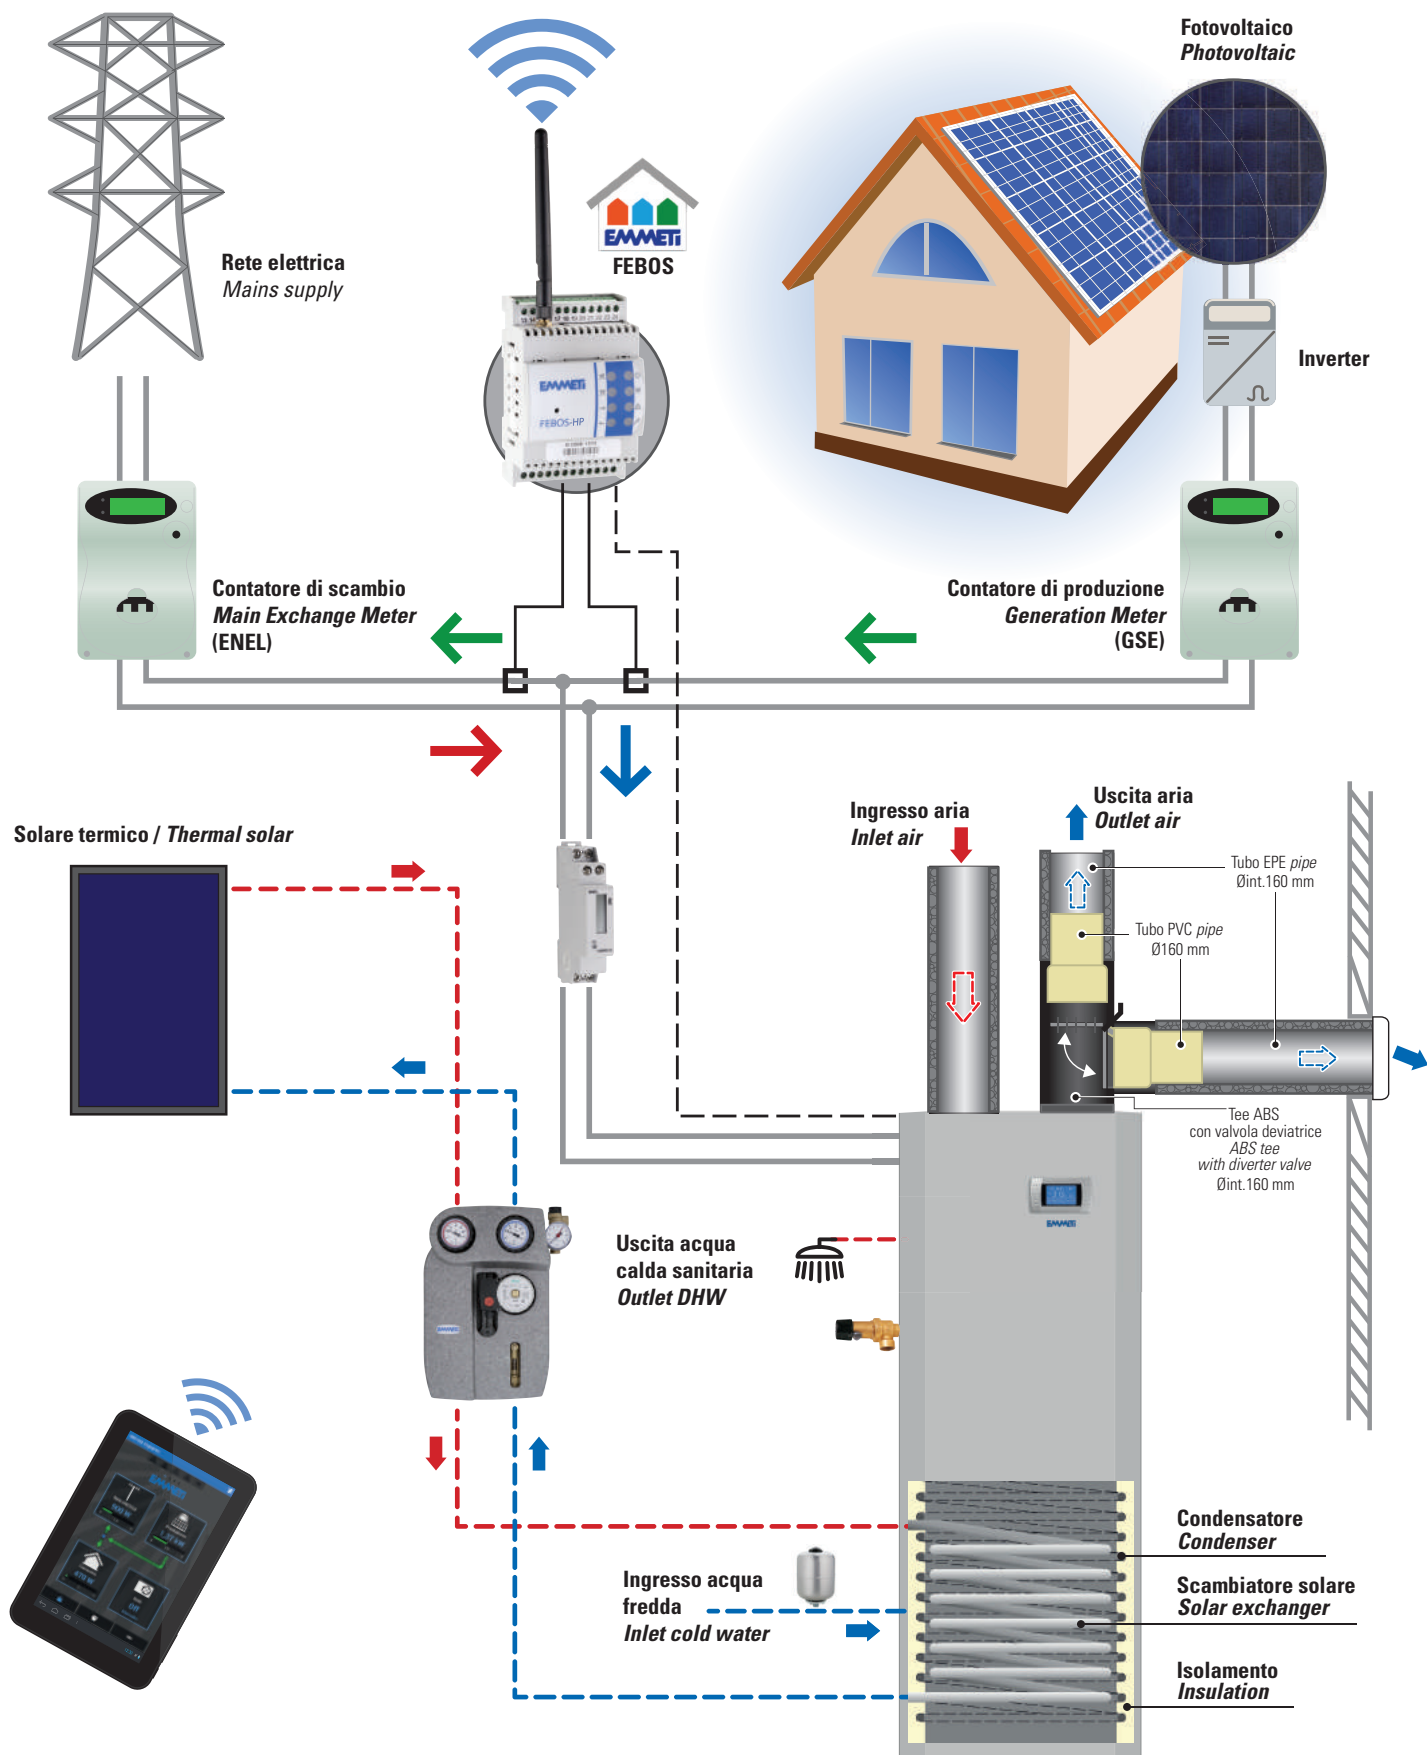 Fotovoltaico
Photovoltaic
EMMETI
FEBOS
Rete elettrica
Mains supply
EMMETI
FEBOS-HP
Inverter
Contatore di scambio
Main Exchange Meter
(ENEL)
Contatore di produzione
Generation Meter
(GSE)
Solare termico / Thermal solar
Ingresso aria
Inlet air
Uscita aria
Outlet air
Tubo EPE pipe
Øint.160 mm
Tubo PVC pipe
Ø160 mm
Tee ABS
con valvola deviatrice
ABS tee
with diverter valve
Øint.160 mm
EMMETI
Uscita acqua
calda sanitaria
Outlet DHW
EMMETI
EMMETI
Condensatore
Condenser
Ingresso acqua
fredda
Inlet cold water
Scambiatore solare
Solar exchanger
Isolamento
Insulation